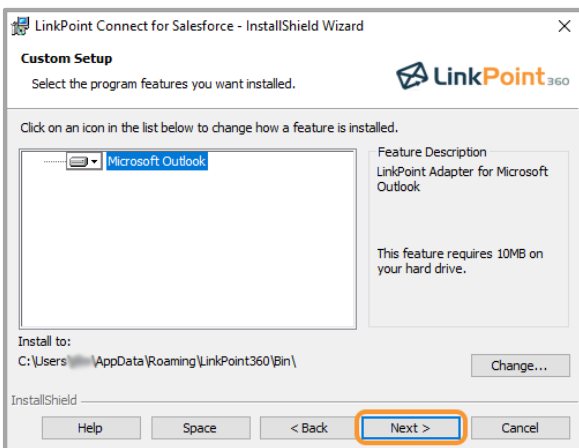 LinkPoint Connect for Salesforce - InstallShield Wizard
Custom Setup
Select the program features you want installed.
LinkPoint360
Click on an icon in the list below to change how a feature is installed.
Microsoft Outlook
Feature Description
LinkPoint Adapter for Microsoft
Outlook
This feature requires 10MB on
your hard drive.
Install to:
C:\Users\ \AppData\Roaming\LinkPoint360\Bin\
Change...
InstallShield
Help
Space
< Back
Next >
Cancel